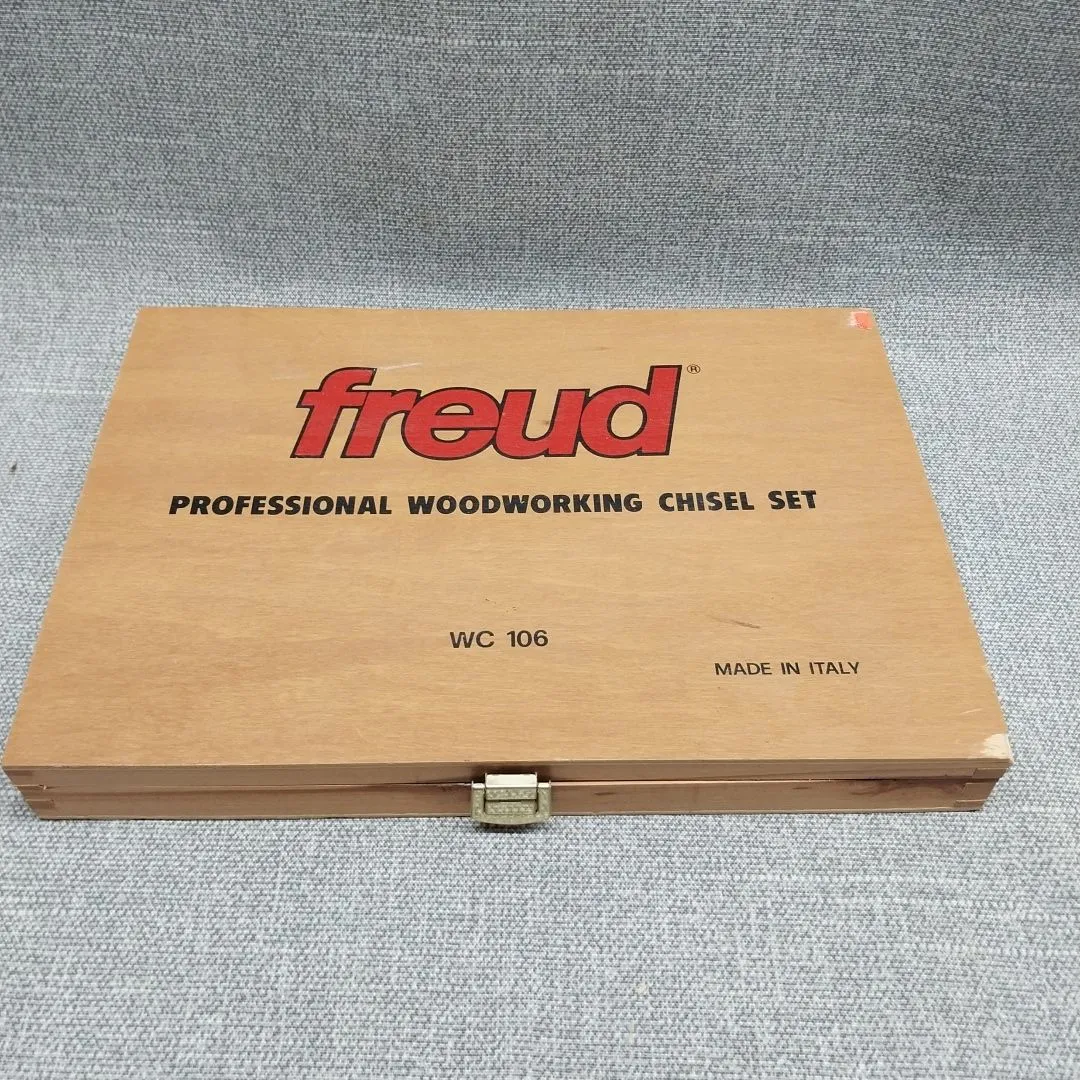 freud®
PROFESSIONAL WOODWORKING CHISEL SET
WC 106
MADE IN ITALY